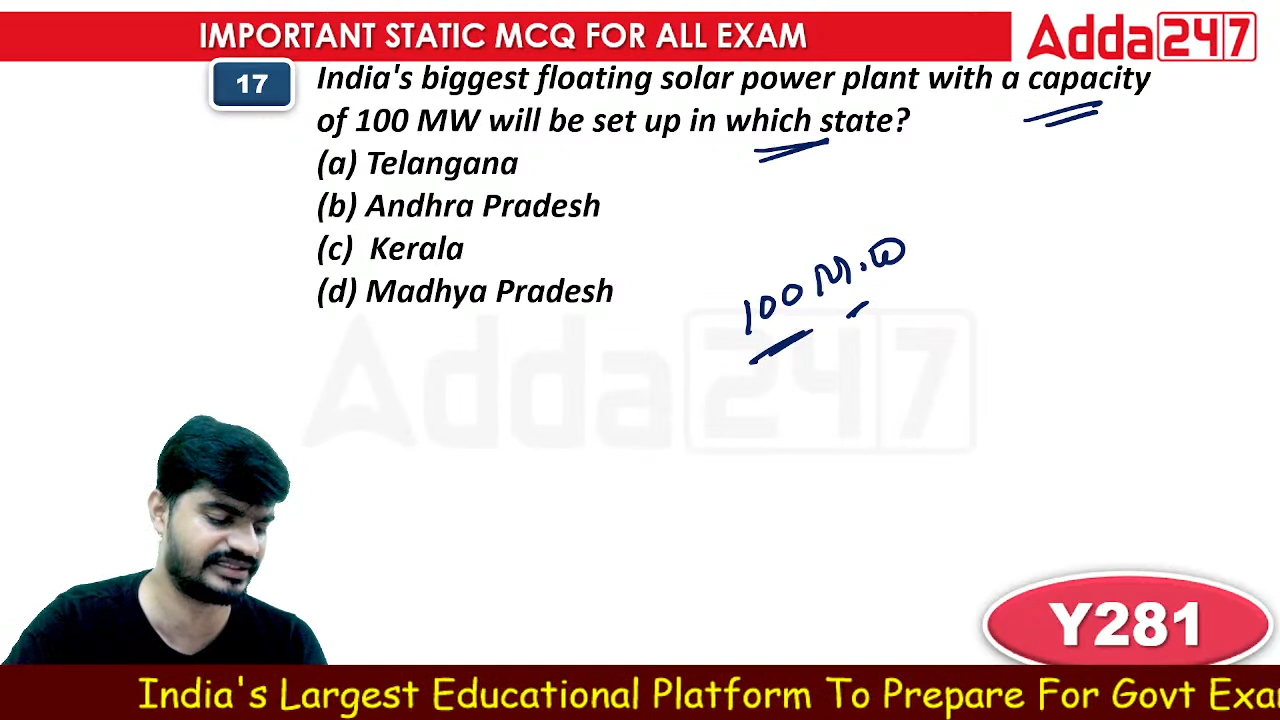 IMPORTANT STATIC MCQ FOR ALL EXAM
Adda247
17
India's biggest floating solar power plant with a capacity
of 100 MW will be set up in which state?
(a) Telangana
(b) Andhra Pradesh
(c) Kerala
(d) Madhya Pradesh
100 M.W
Adda247
Y281
India's Largest Educational Platform To Prepare For Govt Exa